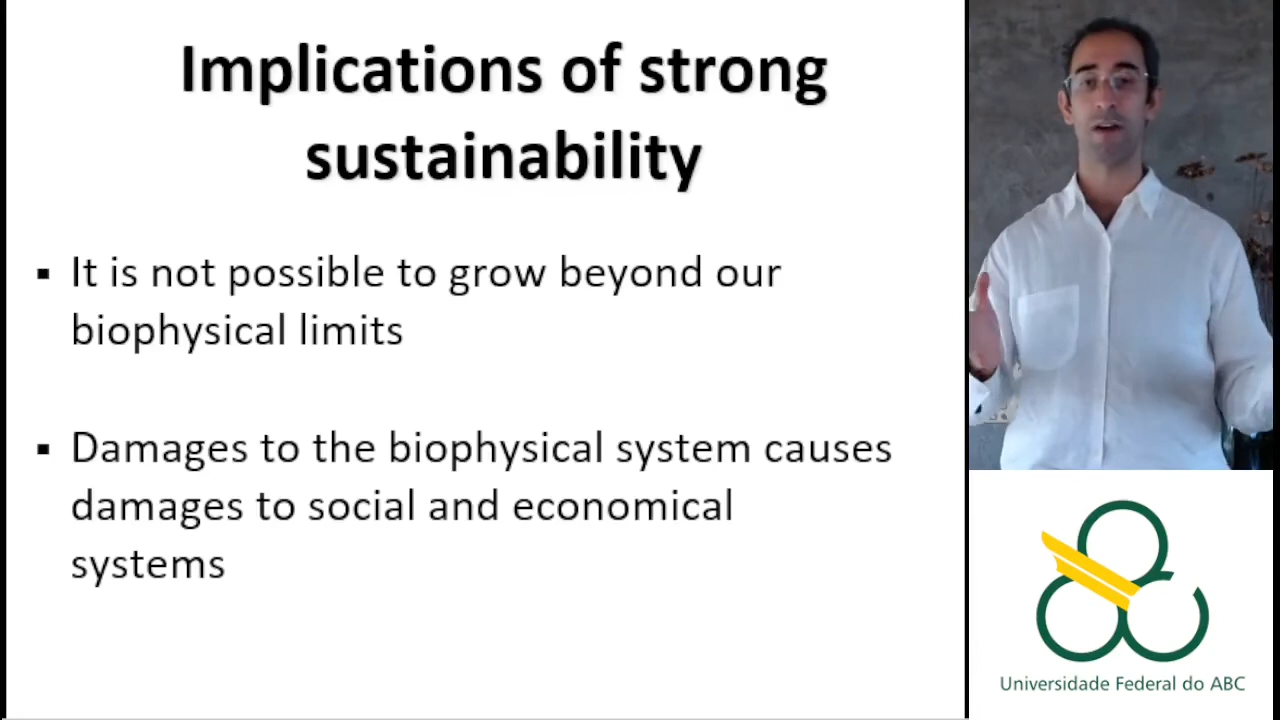 Implications of strong
sustainability
▪ It is not possible to grow beyond our
biophysical limits
▪ Damages to the biophysical system causes
damages to social and economical
systems
Universidade Federal do ABC